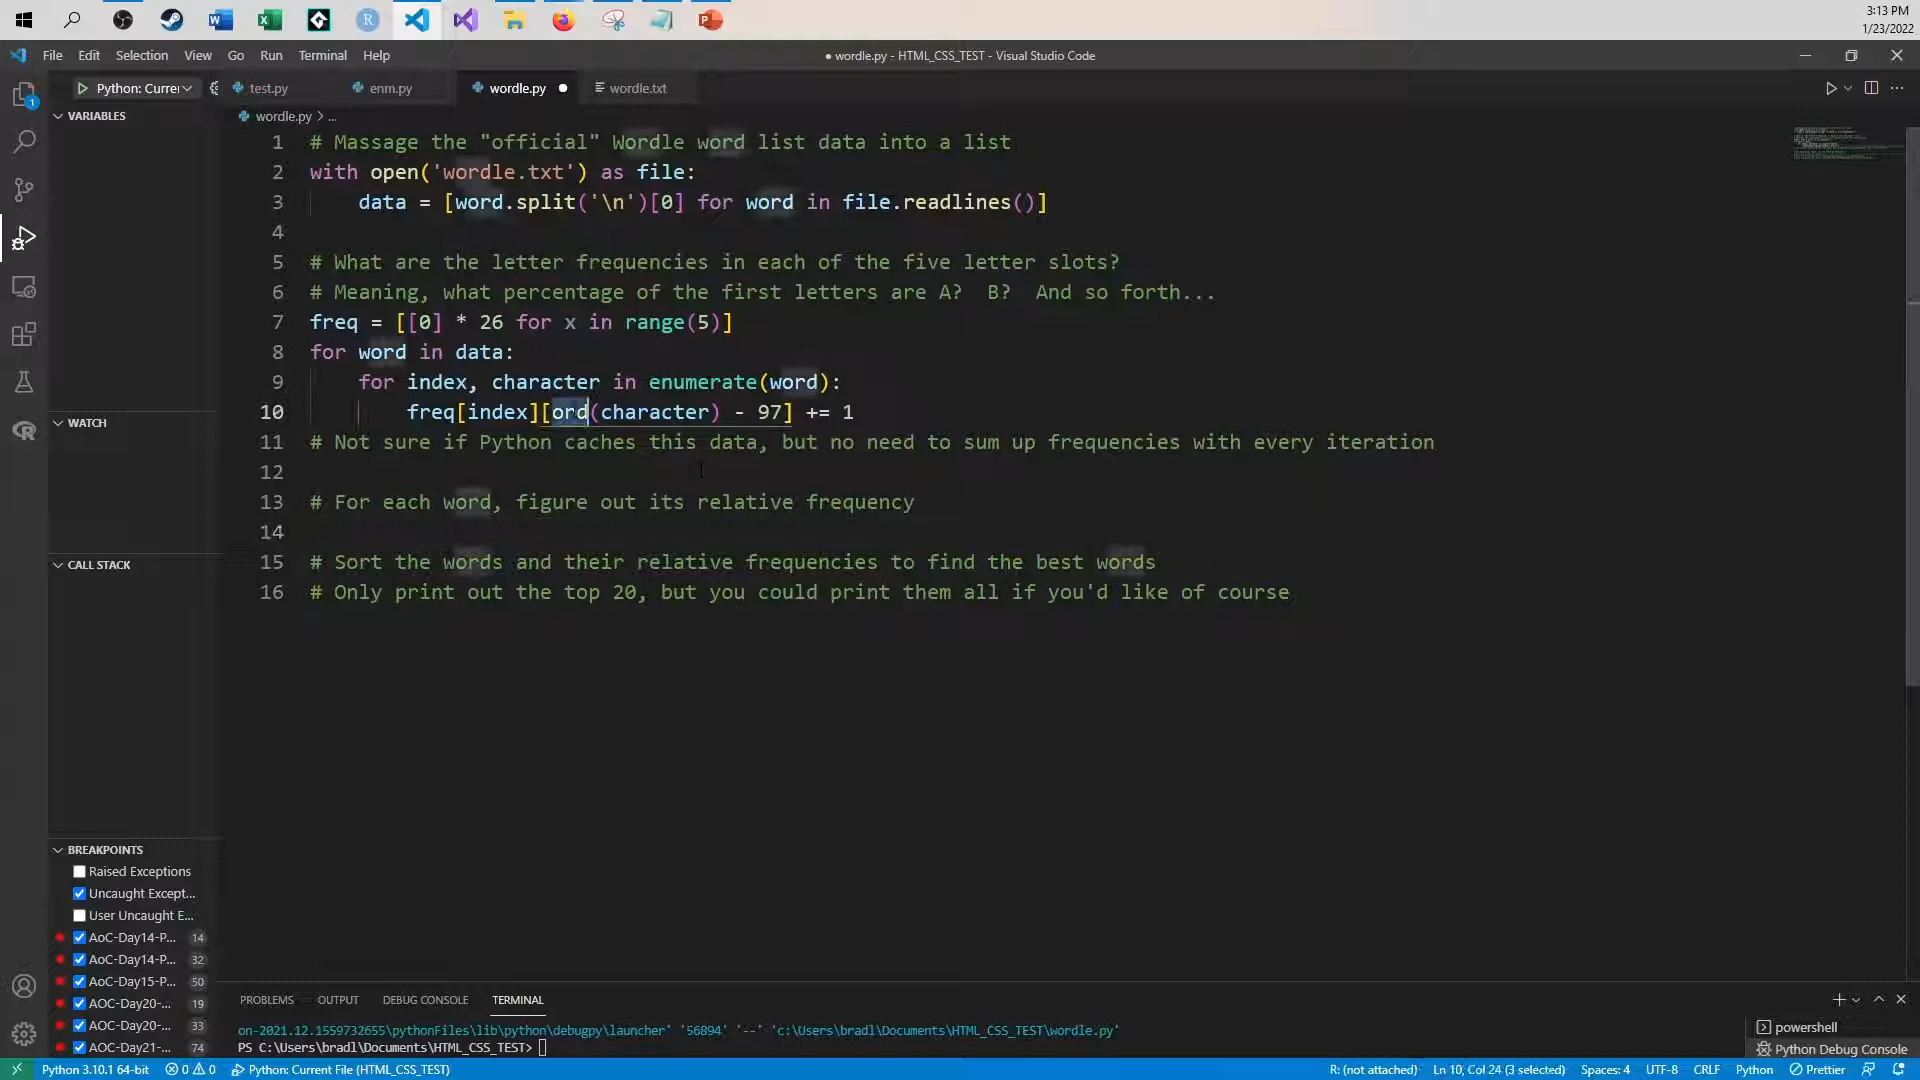 3:13 PM
1/23/2022
File Edit Selection View Go Run Terminal Help
● wordle.py - HTML_CSS_TEST - Visual Studio Code
Python: Currer
test.py
enm.py
wordle.py
wordle.txt
VARIABLES
wordle.py > ...
1 # Massage the "official" Wordle word list data into a list
2 with open('wordle.txt') as file:
3 data = [word.split('\n')[0] for word in file.readlines()]
4
5 # What are the letter frequencies in each of the five letter slots?
6 # Meaning, what percentage of the first letters are A? B? And so forth...
7 freq = [[0] * 26 for x in range(5)]
8 for word in data:
9 for index, character in enumerate(word):
10 freq[index][ord(character) - 97] += 1
11 # Not sure if Python caches this data, but no need to sum up frequencies with every iteration
12
13 # For each word, figure out its relative frequency
14
15 # Sort the words and their relative frequencies to find the best words
16 # Only print out the top 20, but you could print them all if you'd like of course
WATCH
CALL STACK
BREAKPOINTS
Raised Exceptions
Uncaught Except...
User Uncaught E...
AoC-Day14-P... 14
AoC-Day14-P... 32
AoC-Day15-P... 50
AOC-Day20-... 19
AOC-Day20-... 33
AOC-Day21-... 74
PROBLEMS OUTPUT DEBUG CONSOLE TERMINAL
on-2021.12.1559732655\pythonFiles\lib\python\debugpy\launcher' '56894' '--' 'c:\Users\bradl\Documents\HTML_CSS_TEST\wordle.py'
PS C:\Users\bradl\Documents\HTML_CSS_TEST>
powershell
Python Debug Console
Python 3.10.1 64-bit 0 0 Python: Current File (HTML_CSS_TEST)
R: (not attached) Ln 10, Col 24 (3 selected) Spaces: 4 UTF-8 CRLF Python Prettier